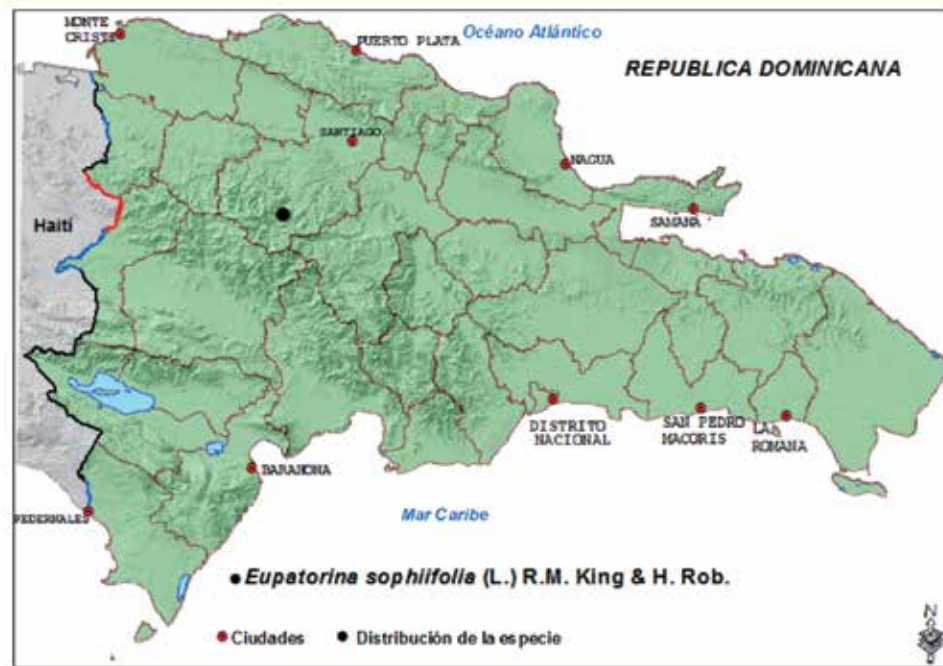 MONTE
CRISTI
PUERTO PLATA
Océano Atlántico
REPUBLICA DOMINICANA
SANTIAGO
NAGUA
SAMANA
Haití
DISTRITO
NACIONAL
SAN PEDRO
MACORIS
LA
ROMANA
BARAHONA
PEDERNALES
Mar Caribe
Eupatorina sophiifolia (L.) R.M. King & H. Rob.
Ciudades
Distribución de la especie
N